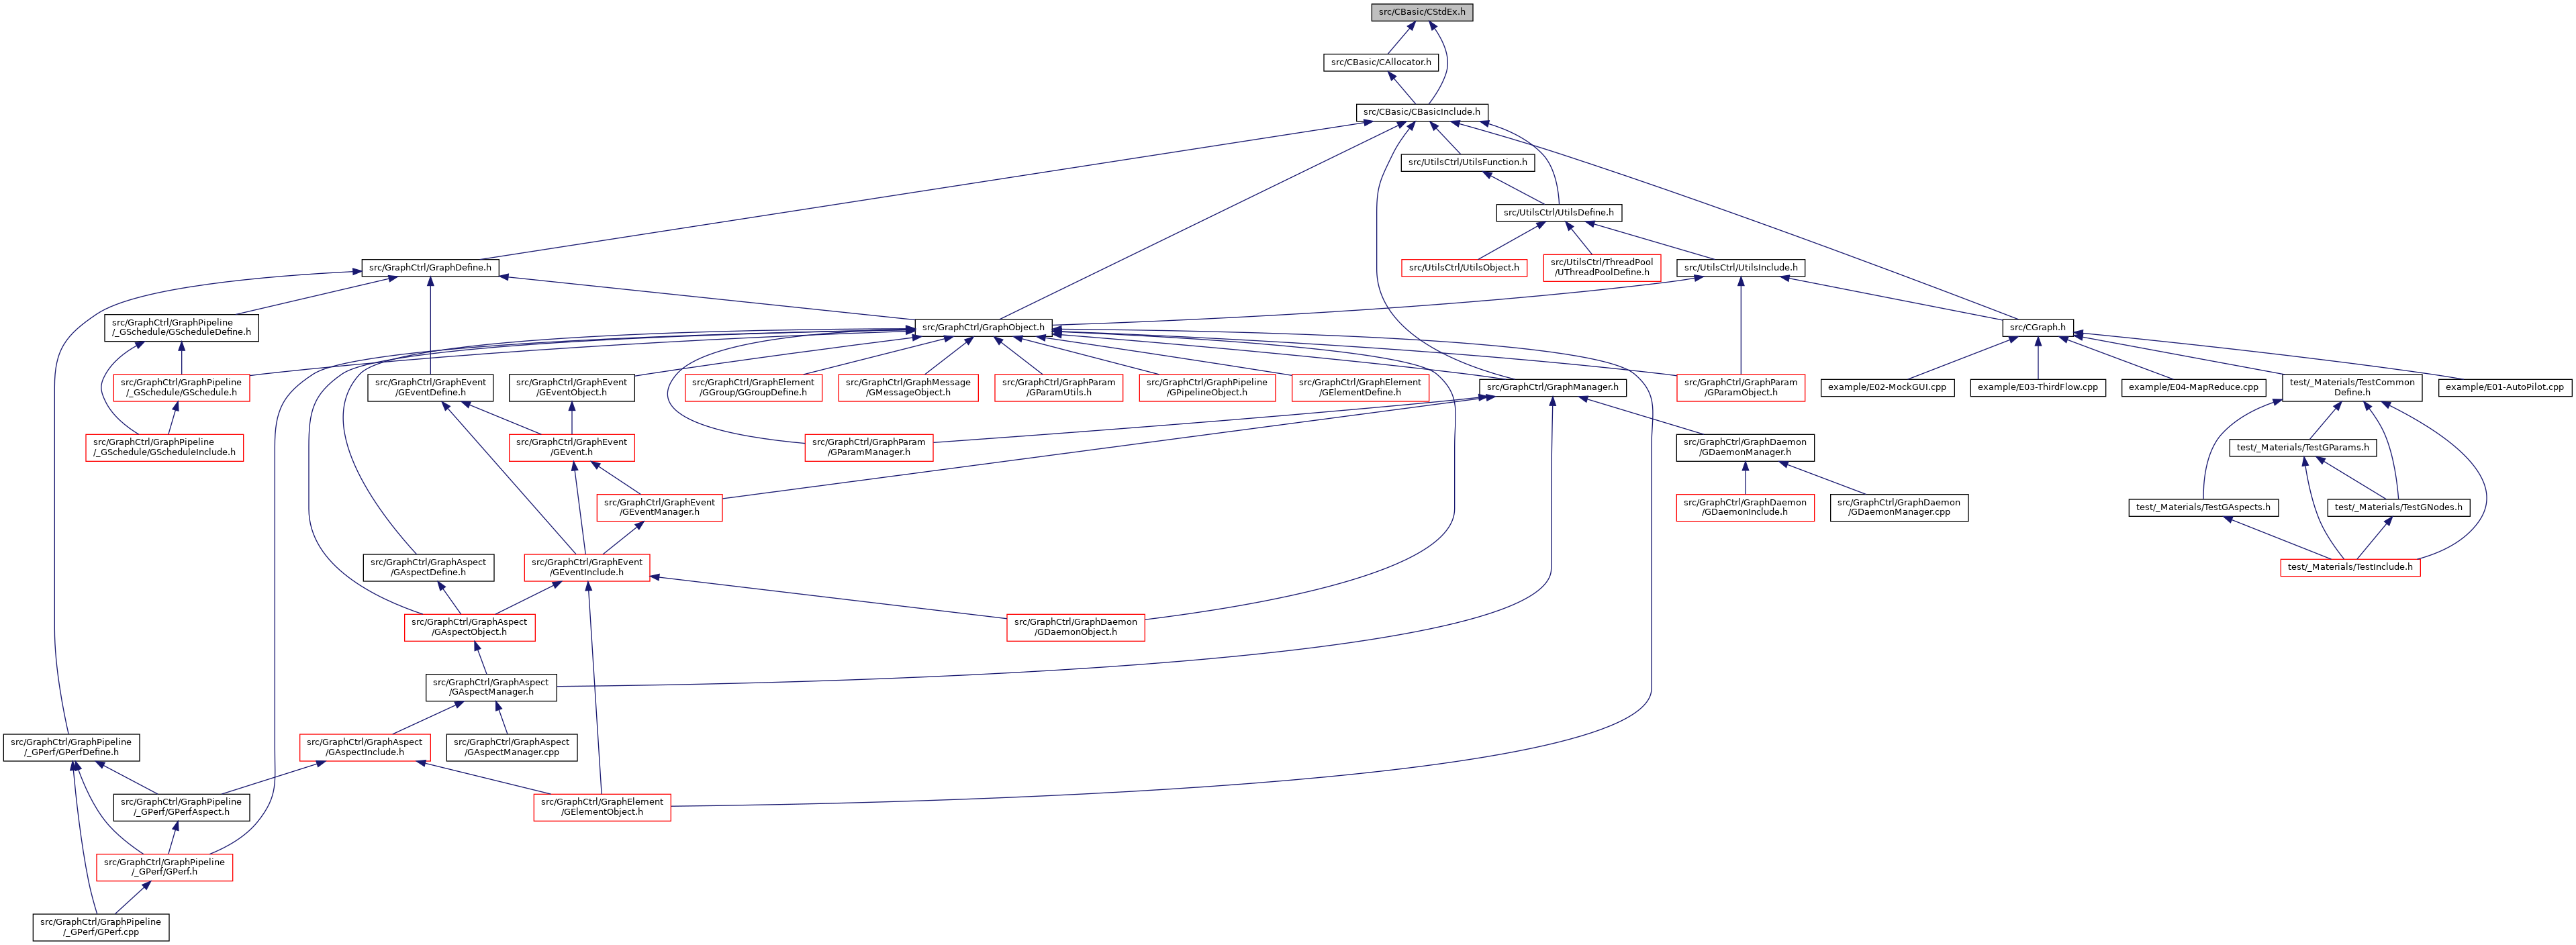 src/CBasic/CStdEx.h
src/CBasic/CAllocator.h
src/CBasic/CBasicInclude.h
src/UtilsCtrl/UtilsFunction.h
src/UtilsCtrl/UtilsDefine.h
src/GraphCtrl/GraphDefine.h
src/UtilsCtrl/UtilsObject.h
src/UtilsCtrl/ThreadPool
/UThreadPoolDefine.h
src/UtilsCtrl/UtilsInclude.h
src/GraphCtrl/GraphPipeline
/_GSchedule/GScheduleDefine.h
src/GraphCtrl/GraphObject.h
src/CGraph.h
src/GraphCtrl/GraphPipeline
/_GSchedule/GSchedule.h
src/GraphCtrl/GraphEvent
/GEventDefine.h
src/GraphCtrl/GraphEvent
/GEventObject.h
src/GraphCtrl/GraphElement
/GGroup/GGroupDefine.h
src/GraphCtrl/GraphMessage
/GMessageObject.h
src/GraphCtrl/GraphParam
/GParamUtils.h
src/GraphCtrl/GraphPipeline
/GPipelineObject.h
src/GraphCtrl/GraphElement
/GElementDefine.h
src/GraphCtrl/GraphManager.h
src/GraphCtrl/GraphParam
/GParamObject.h
example/E02-MockGUI.cpp
example/E03-ThirdFlow.cpp
example/E04-MapReduce.cpp
test/_Materials/TestCommon
Define.h
example/E01-AutoPilot.cpp
src/GraphCtrl/GraphPipeline
/_GSchedule/GScheduleInclude.h
src/GraphCtrl/GraphEvent
/GEvent.h
src/GraphCtrl/GraphParam
/GParamManager.h
src/GraphCtrl/GraphDaemon
/GDaemonManager.h
test/_Materials/TestGParams.h
src/GraphCtrl/GraphEvent
/GEventManager.h
src/GraphCtrl/GraphDaemon
/GDaemonInclude.h
src/GraphCtrl/GraphDaemon
/GDaemonManager.cpp
test/_Materials/TestGAspects.h
test/_Materials/TestGNodes.h
src/GraphCtrl/GraphAspect
/GAspectDefine.h
src/GraphCtrl/GraphEvent
/GEventInclude.h
test/_Materials/TestInclude.h
src/GraphCtrl/GraphAspect
/GAspectObject.h
src/GraphCtrl/GraphDaemon
/GDaemonObject.h
src/GraphCtrl/GraphAspect
/GAspectManager.h
src/GraphCtrl/GraphPipeline
/_GPerf/GPerfDefine.h
src/GraphCtrl/GraphAspect
/GAspectInclude.h
src/GraphCtrl/GraphAspect
/GAspectManager.cpp
src/GraphCtrl/GraphPipeline
/_GPerf/GPerfAspect.h
src/GraphCtrl/GraphElement
/GElementObject.h
src/GraphCtrl/GraphPipeline
/_GPerf/GPerf.h
src/GraphCtrl/GraphPipeline
/_GPerf/GPerf.cpp